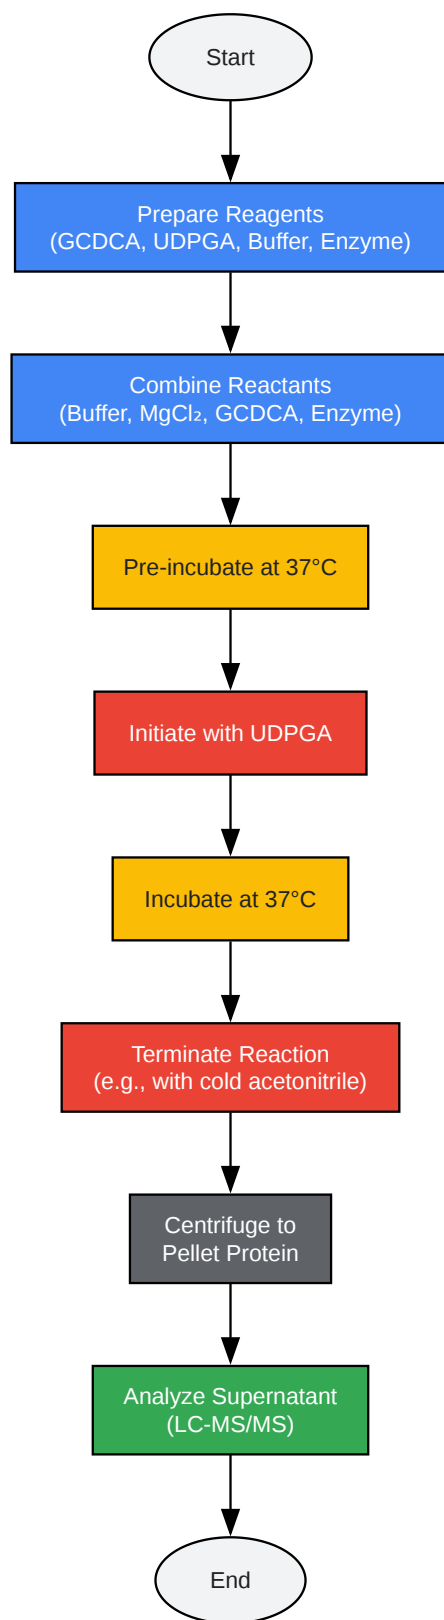 Start
Prepare Reagents
(GCDCA, UDPGA, Buffer, Enzyme)
Combine Reactants
(Buffer, MgCl₂, GCDCA, Enzyme)
Pre-incubate at 37°C
Initiate with UDPGA
Incubate at 37°C
Terminate Reaction
(e.g., with cold acetonitrile)
Centrifuge to
Pellet Protein
Analyze Supernatant
(LC-MS/MS)
End